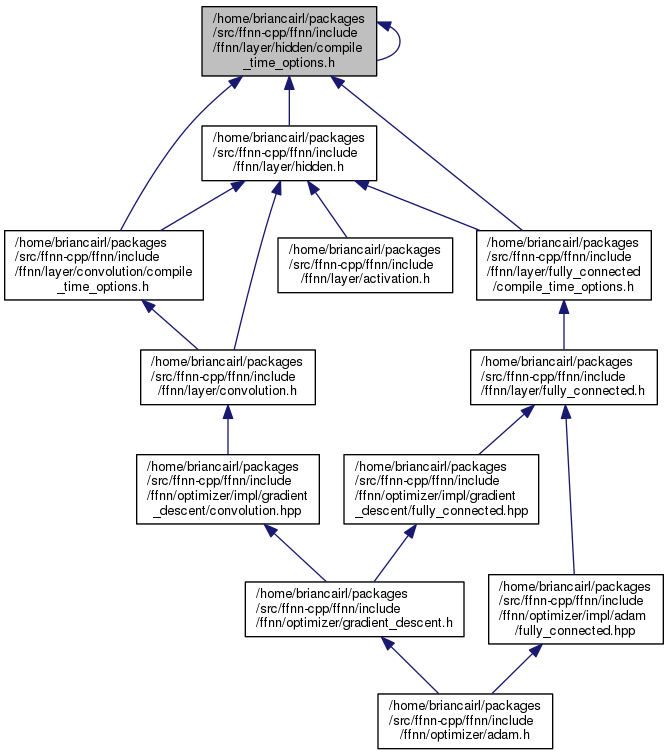 /home/briancairl/packages
/src/ffnn-cpp/ffnn/include
/ffnn/layer/hidden/compile
_time_options.h
/home/briancairl/packages
/src/ffnn-cpp/ffnn/include
/ffnn/layer/hidden.h
/home/briancairl/packages
/src/ffnn-cpp/ffnn/include
/ffnn/layer/convolution/compile
_time_options.h
/home/briancairl/packages
/src/ffnn-cpp/ffnn/include
/ffnn/layer/activation.h
/home/briancairl/packages
/src/ffnn-cpp/ffnn/include
/ffnn/layer/fully_connected
/compile_time_options.h
/home/briancairl/packages
/src/ffnn-cpp/ffnn/include
/ffnn/layer/convolution.h
/home/briancairl/packages
/src/ffnn-cpp/ffnn/include
/ffnn/layer/fully_connected.h
/home/briancairl/packages
/src/ffnn-cpp/ffnn/include
/ffnn/optimizer/impl/gradient
_descent/convolution.hpp
/home/briancairl/packages
/src/ffnn-cpp/ffnn/include
/ffnn/optimizer/impl/gradient
_descent/fully_connected.hpp
/home/briancairl/packages
/src/ffnn-cpp/ffnn/include
/ffnn/optimizer/gradient_descent.h
/home/briancairl/packages
/src/ffnn-cpp/ffnn/include
/ffnn/optimizer/impl/adam
/fully_connected.hpp
/home/briancairl/packages
/src/ffnn-cpp/ffnn/include
/ffnn/optimizer/adam.h